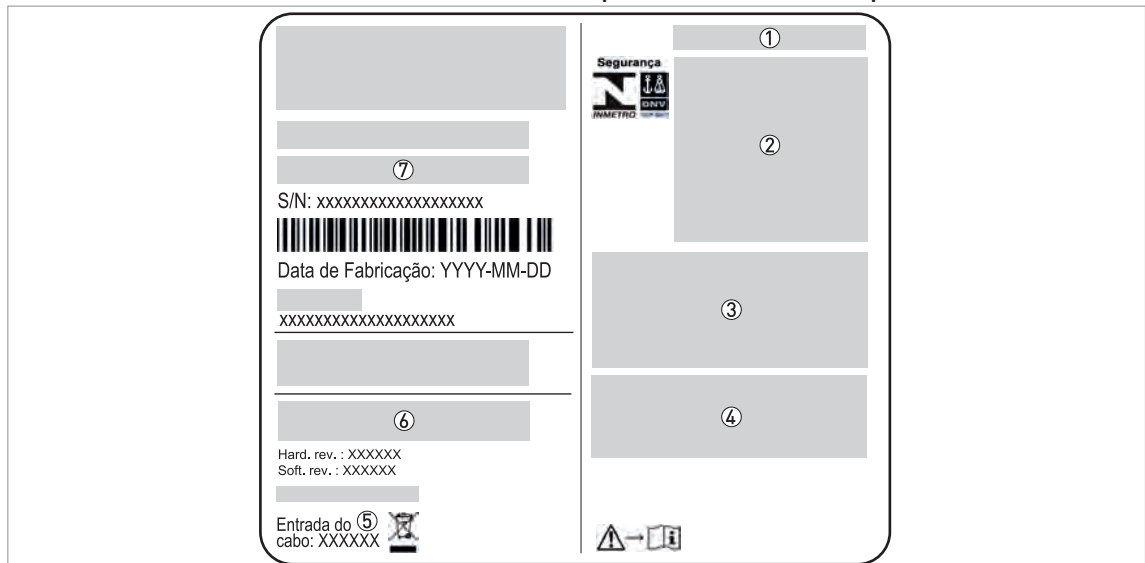 ⑦
S/N: xxxxxxxxxxxxxxxxxxx
Data de Fabricação: YYYY-MM-DD
xxxxxxxxxxxxxxxxxxxx
⑥
Hard. rev. : XXXXXX
Soft. rev. : XXXXXX
Entrada do ⑤
cabo: XXXXXX
①
Segurança
INMETRO
DNV
②
③
④